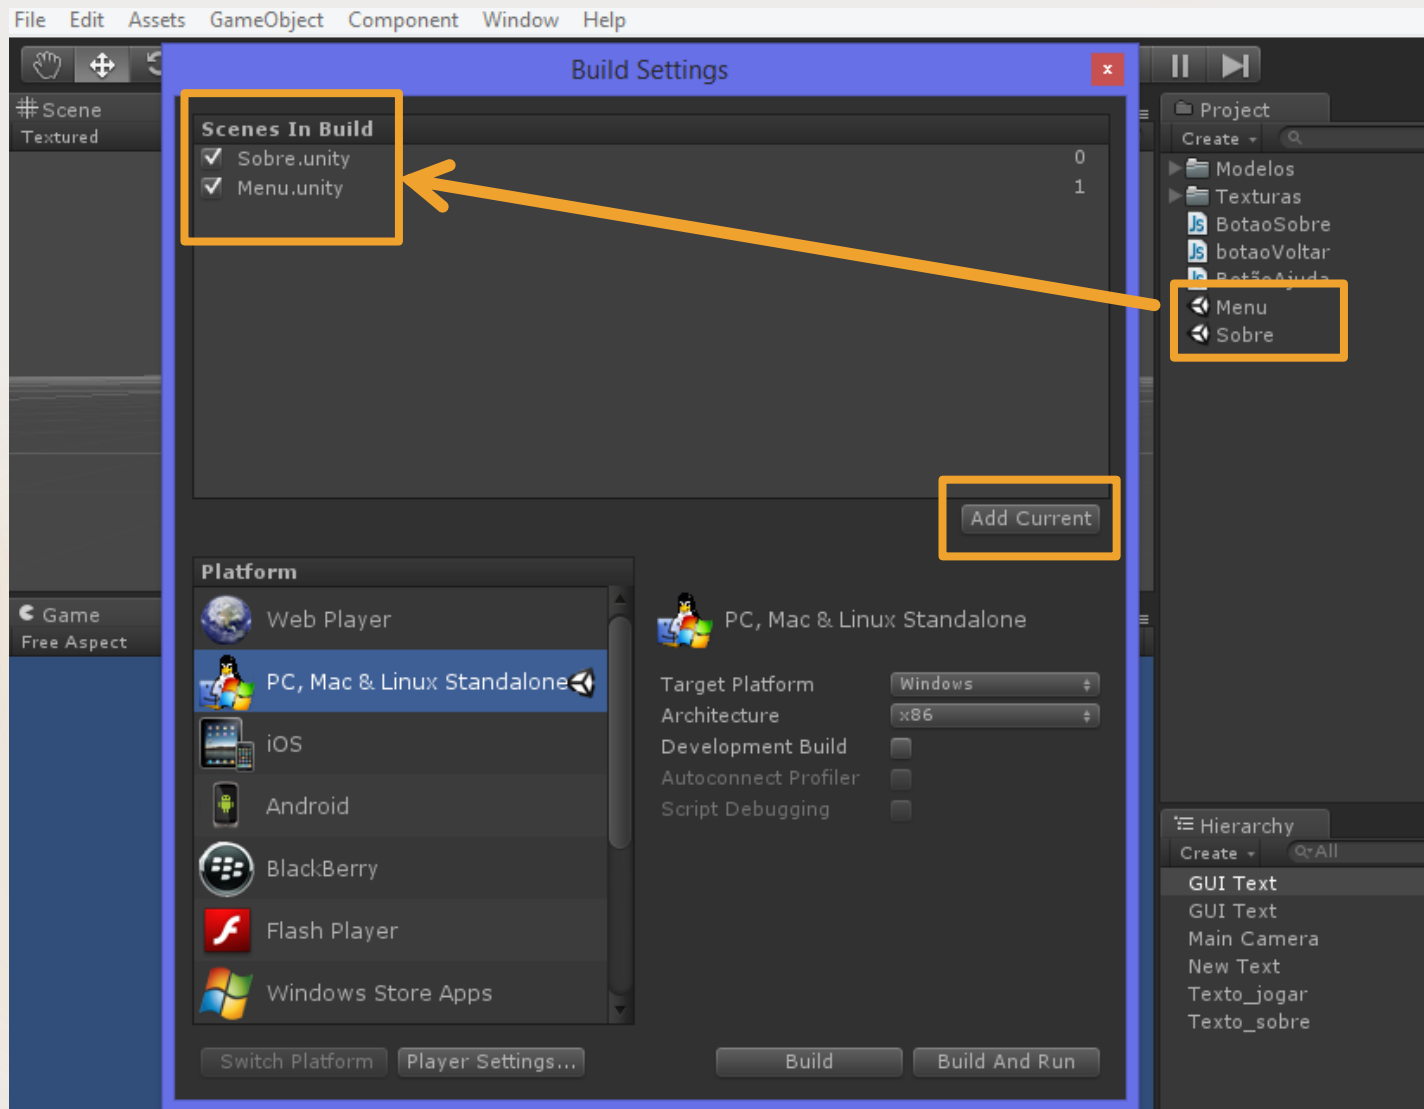 File Edit Assets GameObject Component Window Help
Build Settings
x
Scene
Textured
Scenes In Build
Sobre.unity 0
Menu.unity 1
Add Current
Platform
Web Player
PC, Mac & Linux Standalone
iOS
Android
BlackBerry
Flash Player
Windows Store Apps
PC, Mac & Linux Standalone
Target Platform Windows
Architecture x86
Development Build
Autoconnect Profiler
Script Debugging
Switch Platform Player Settings... Build Build And Run
Game
Free Aspect
Project
Create
Modelos
Texturas
Js BotaoSobre
Js botaoVoltar
Js BotãoAjuda
Menu
Sobre
Hierarchy
Create All
GUI Text
GUI Text
Main Camera
New Text
Texto_jogar
Texto_sobre